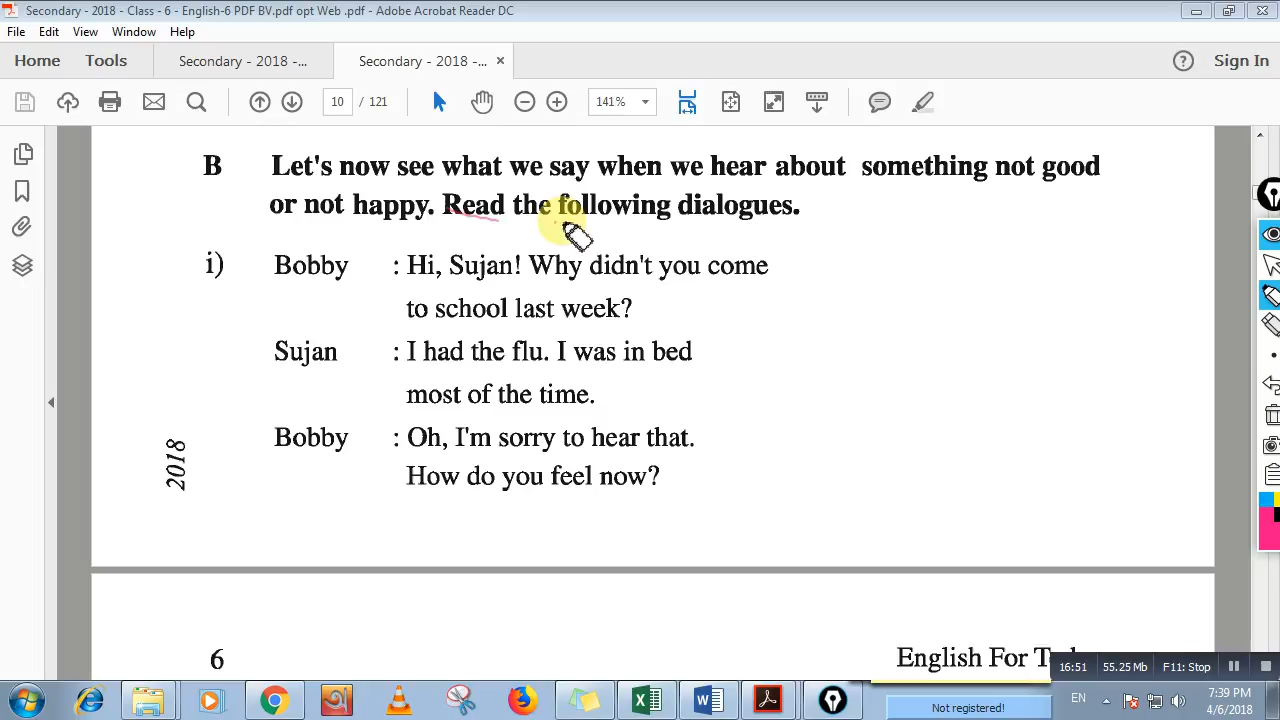 Secondary - 2018 - Class - 6 - English-6 PDF BV.pdf opt Web .pdf - Adobe Acrobat Reader DC
File Edit View Window Help
Home Tools Secondary - 2018 -... Secondary - 2018 -... × Sign In
10 / 121 141%
B Let's now see what we say when we hear about something not good
or not happy. Read the following dialogues.
i) Bobby : Hi, Sujan! Why didn't you come
to school last week?
Sujan : I had the flu. I was in bed
most of the time.
Bobby : Oh, I'm sorry to hear that.
How do you feel now?
2018
6 English For
16:51 55.25 Mb F11: Stop
EN 7:39 PM
Not registered! 4/6/2018